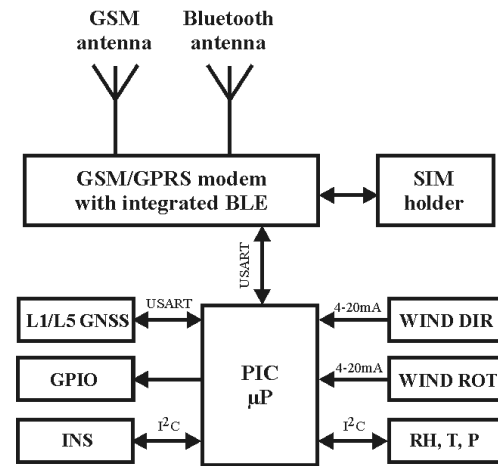 GSM
antenna
Bluetooth
antenna
GSM/GPRS modem
with integrated BLE
SIM
holder
USART
L1/L5 GNSS
USART
GPIO
INS
I²C
PIC
µP
4-20mA
WIND DIR
4-20mA
WIND ROT
I²C
RH, T, P